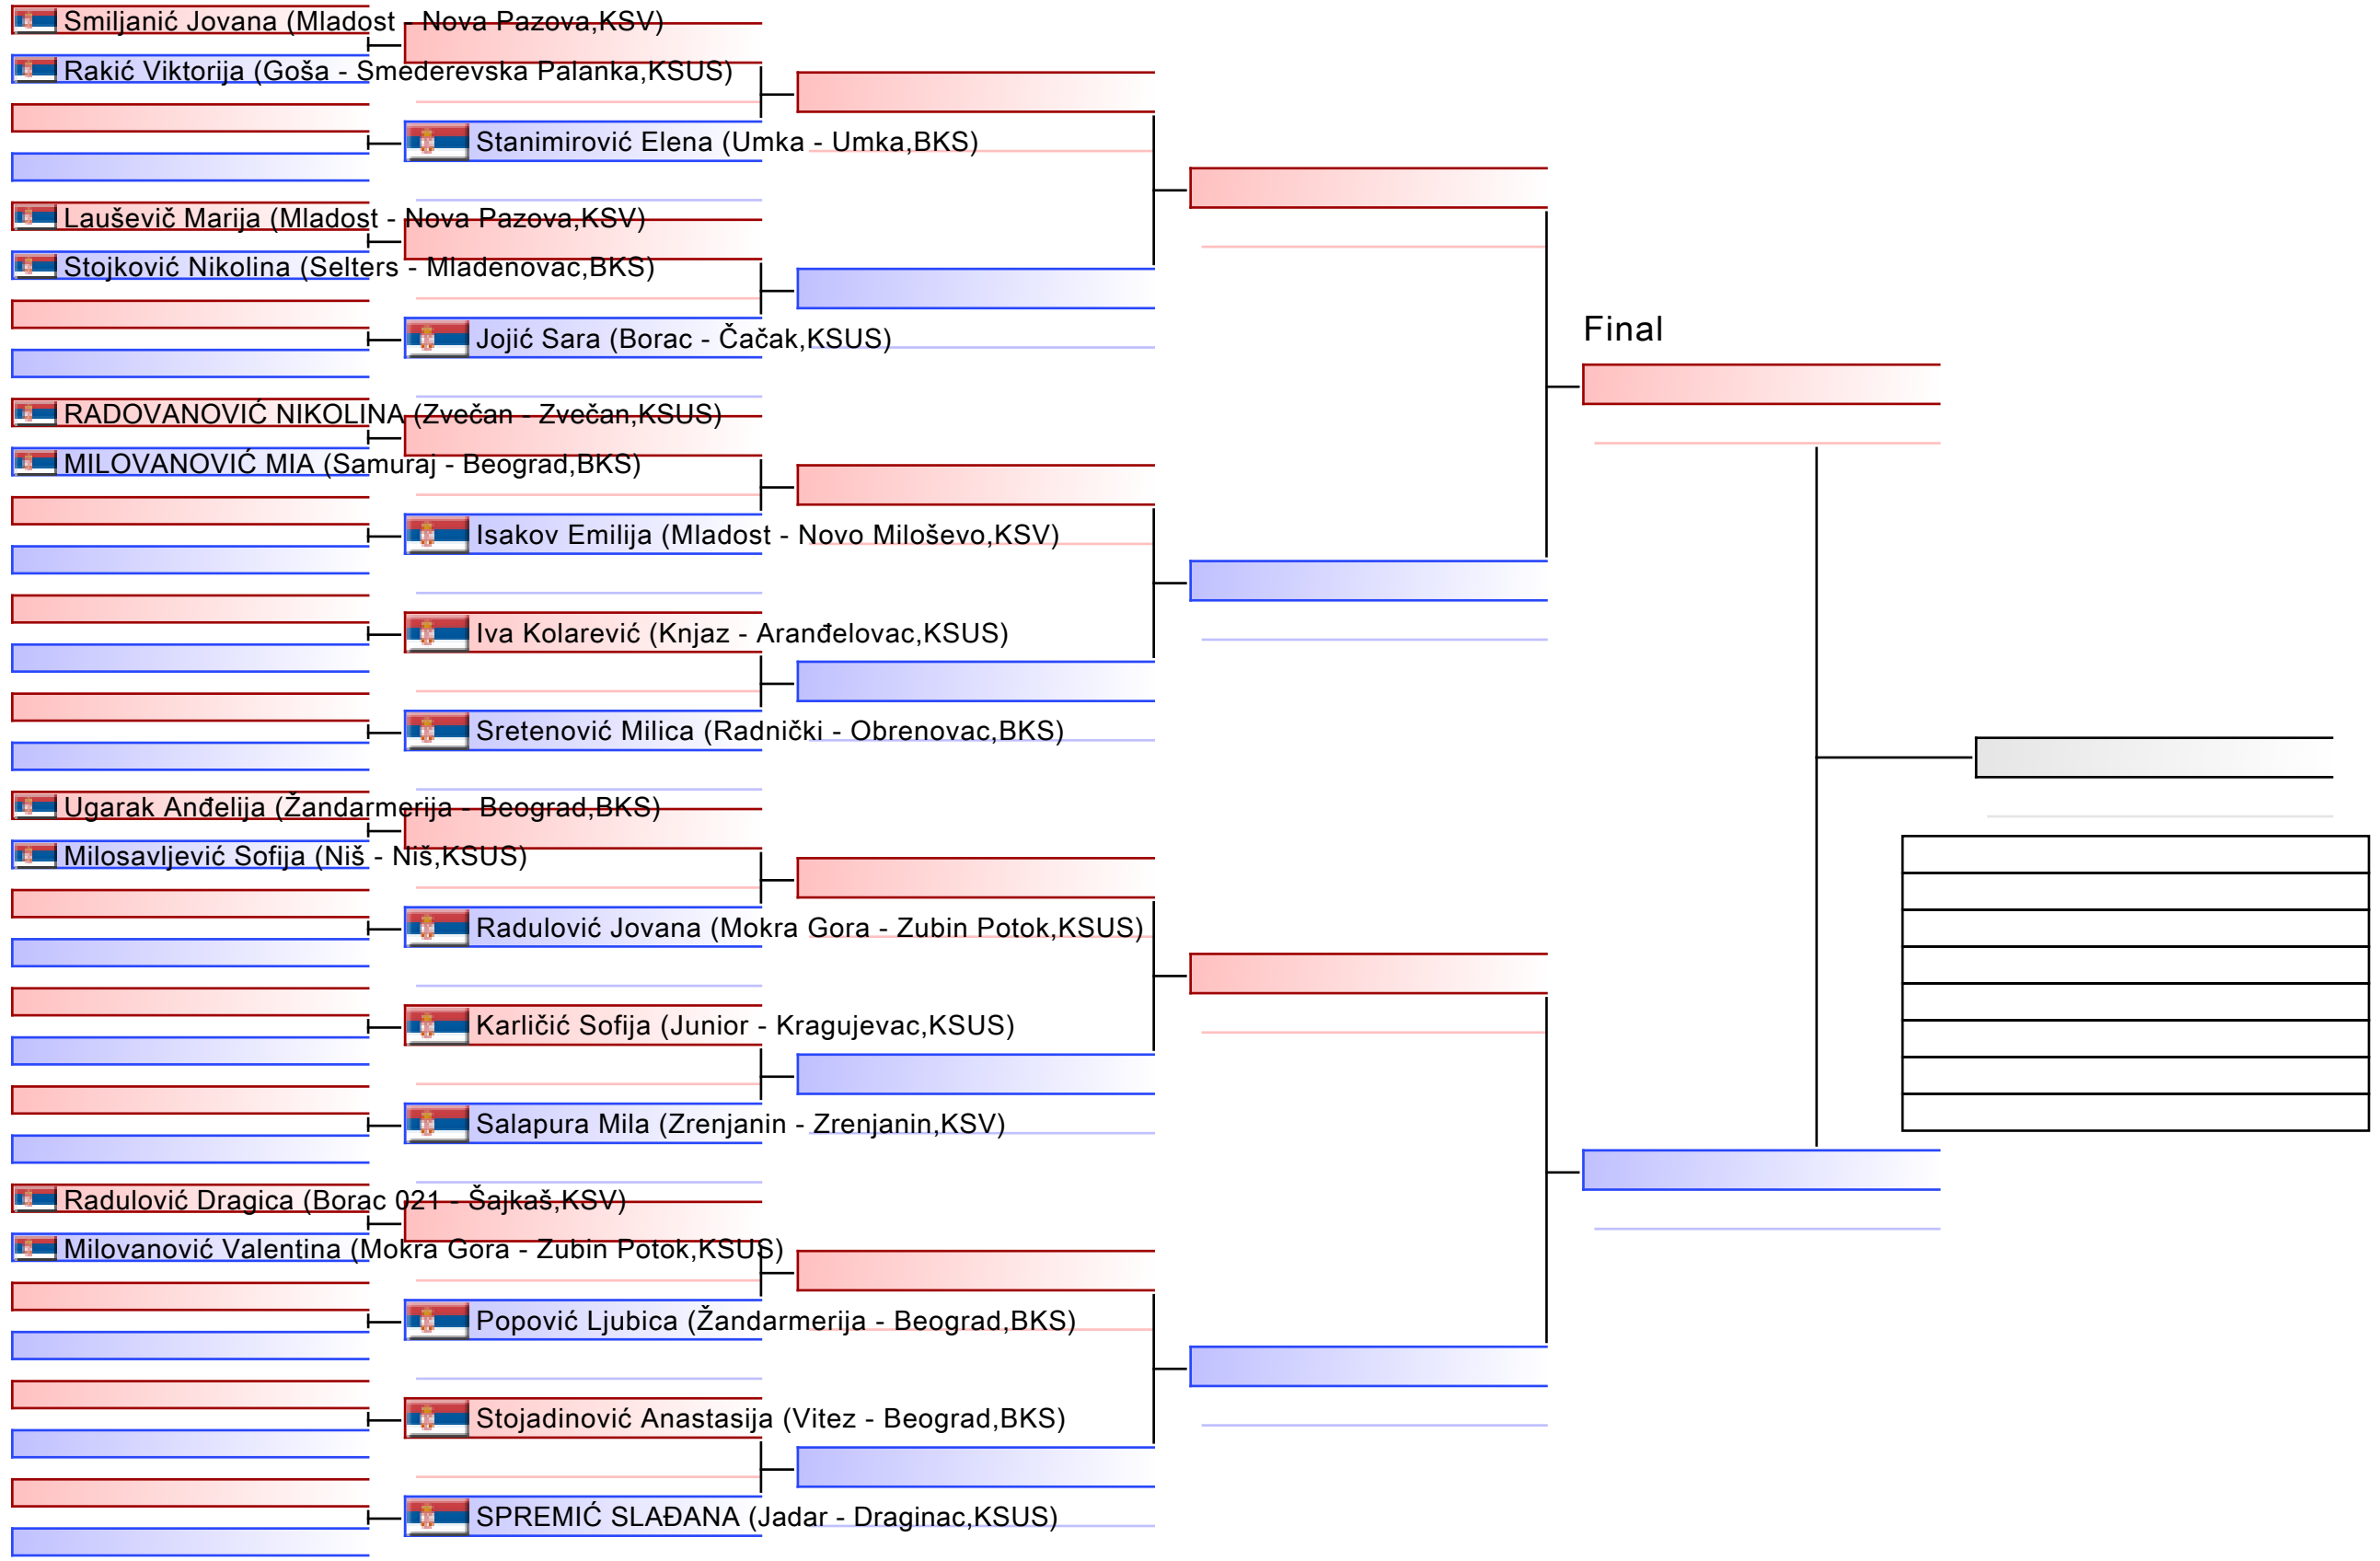 Smiljanić Jovana (Mladost - Nova Pazova,KSV)
Rakić Viktorija (Goša - Smederevska Palanka,KSUS)
Stanimirović Elena (Umka - Umka,BKS)
Lauševič Marija (Mladost - Nova Pazova,KSV)
Stojković Nikolina (Selters - Mladenovac,BKS)
Final
Jojić Sara (Borac - Čačak,KSUS)
RADOVANOVIĆ NIKOLINA (Zvečan - Zvečan,KSUS)
MILOVANOVIĆ MIA (Samuraj - Beograd,BKS)
Isakov Emilija (Mladost - Novo Miloševo,KSV)
Iva Kolarević (Knjaz - Aranđelovac,KSUS)
Sretenović Milica (Radnički - Obrenovac,BKS)
Ugarak Anđelija (Žandarmerija - Beograd,BKS)
Milosavljević Sofija (Niš - Niš,KSUS)
Radulović Jovana (Mokra Gora - Zubin Potok,KSUS)
Karličić Sofija (Junior - Kragujevac,KSUS)
Salapura Mila (Zrenjanin - Zrenjanin,KSV)
Radulović Dragica (Borac 021 - Šajkaš,KSV)
Milovanović Valentina (Mokra Gora - Zubin Potok,KSUS)
Popović Ljubica (Žandarmerija - Beograd,BKS)
Stojadinović Anastasija (Vitez - Beograd,BKS)
SPREMIĆ SLAĐANA (Jadar - Draginac,KSUS)